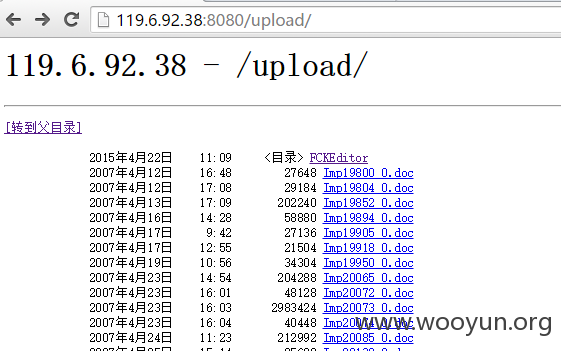 119.6.92.38:8080/upload/
119.6.92.38 - /upload/
[转到父目录]
2015年4月22日 11:09 <目录> FCKEditor
2007年4月12日 16:48 27648 Imp19800_0.doc
2007年4月12日 17:08 29184 Imp19804_0.doc
2007年4月13日 17:09 202240 Imp19852_0.doc
2007年4月16日 14:28 58880 Imp19894_0.doc
2007年4月17日 9:42 27136 Imp19905_0.doc
2007年4月17日 12:55 21504 Imp19918_0.doc
2007年4月19日 10:56 34304 Imp19950_0.doc
2007年4月23日 14:54 204288 Imp20065_0.doc
2007年4月23日 16:01 48128 Imp20072_0.doc
2007年4月23日 16:03 2983424 Imp20073_0.doc
2007年4月23日 16:04 40448
www.wooyun.org
2007年4月24日 11:23 212992 Imp20085_0.doc